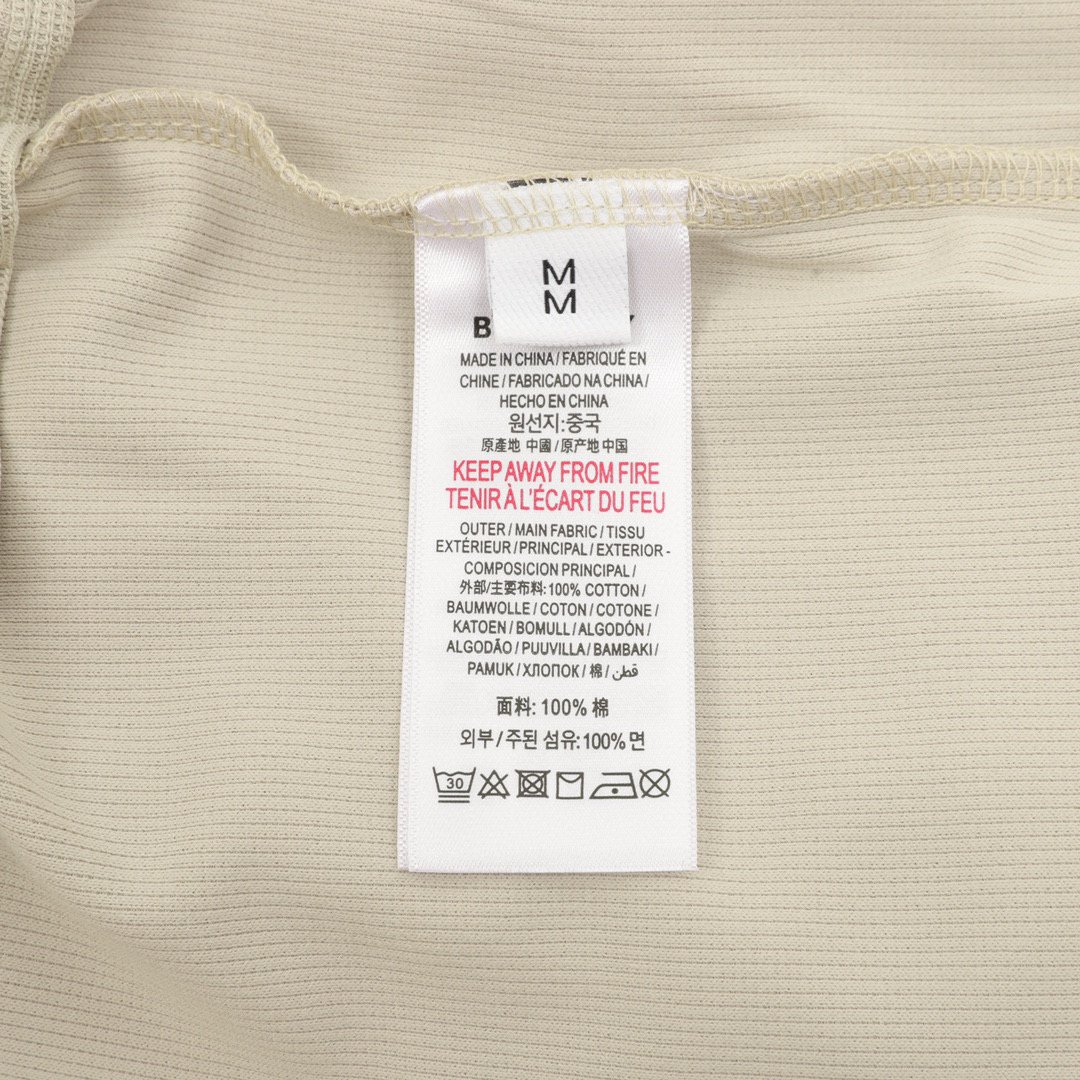 M
M
B Y
MADE IN CHINA / FABRIQUÉ EN
CHINE / FABRICADO NA CHINA /
HECHO EN CHINA
원선지:중국
原產地 中國 / 原产地 中国
KEEP AWAY FROM FIRE
TENIR À L'ÉCART DU FEU
OUTER / MAIN FABRIC / TISSU
EXTÉRIEUR / PRINCIPAL / EXTERIOR -
COMPOSICION PRINCIPAL /
外部/主要布料: 100% COTTON /
BAUMWOLLE / COTON / COTONE /
KATOEN / BOMULL / ALGODÓN /
ALGODÃO / PUUVILLA / BAMBAKI /
PAMUK / ХЛОПОК / 棉 / قطن
面料: 100% 棉
외부 / 주된 섬유: 100% 면
30